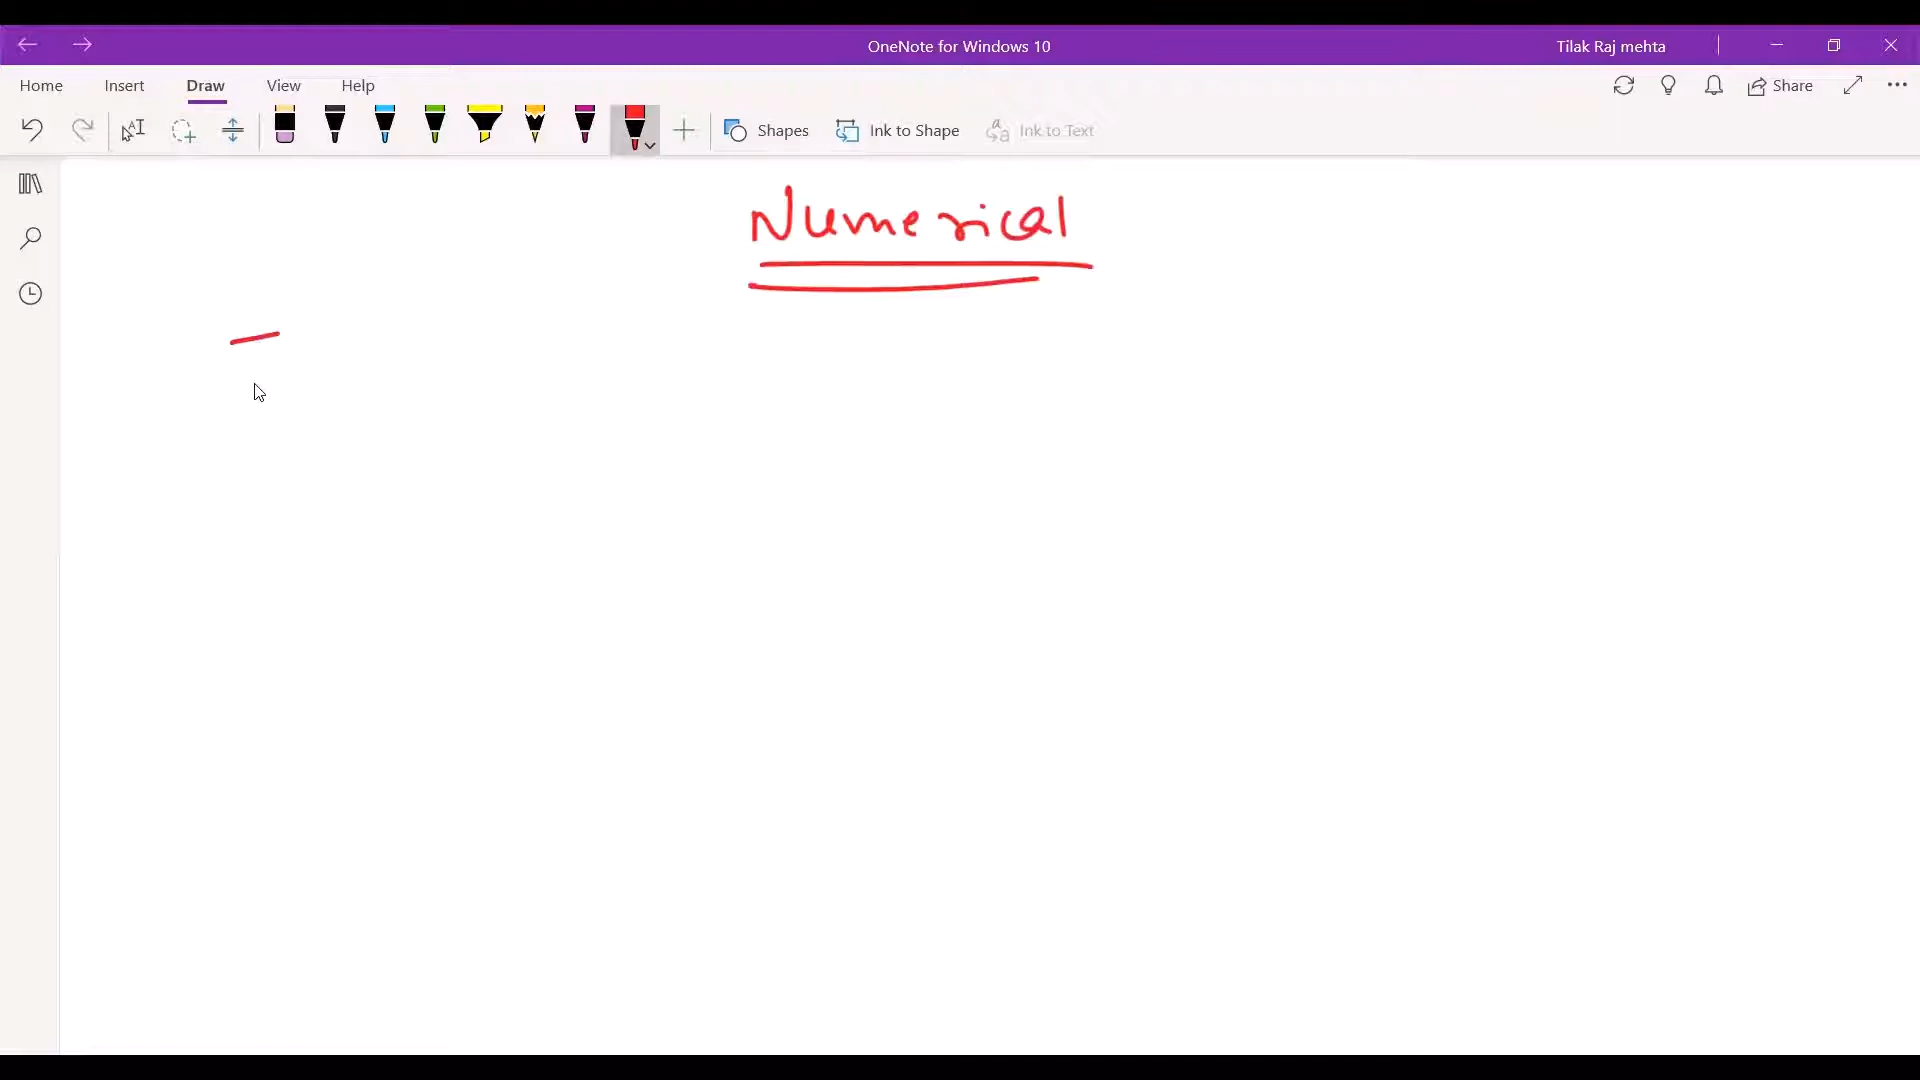 OneNote for Windows 10
Tilak Raj mehta
Home Insert Draw View Help
Share
Shapes Ink to Shape Ink to Text
Numerical